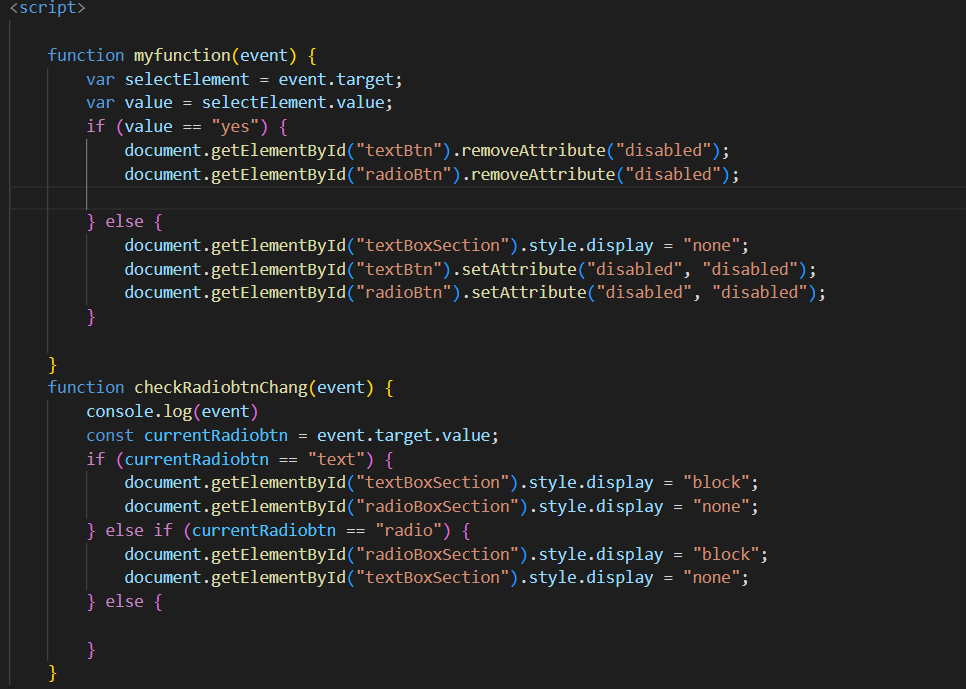 <script>
function myfunction(event) {
var selectElement = event.target;
var value = selectElement.value;
if (value == "yes") {
document.getElementById("textBtn").removeAttribute("disabled");
document.getElementById("radioBtn").removeAttribute("disabled");
} else {
document.getElementById("textBoxSection").style.display = "none";
document.getElementById("textBtn").setAttribute("disabled", "disabled");
document.getElementById("radioBtn").setAttribute("disabled", "disabled");
}
}
function checkRadiobtnChang(event) {
console.log(event)
const currentRadiobtn = event.target.value;
if (currentRadiobtn == "text") {
document.getElementById("textBoxSection").style.display = "block";
document.getElementById("radioBoxSection").style.display = "none";
} else if (currentRadiobtn == "radio") {
document.getElementById("radioBoxSection").style.display = "block";
document.getElementById("textBoxSection").style.display = "none";
} else {
}
}